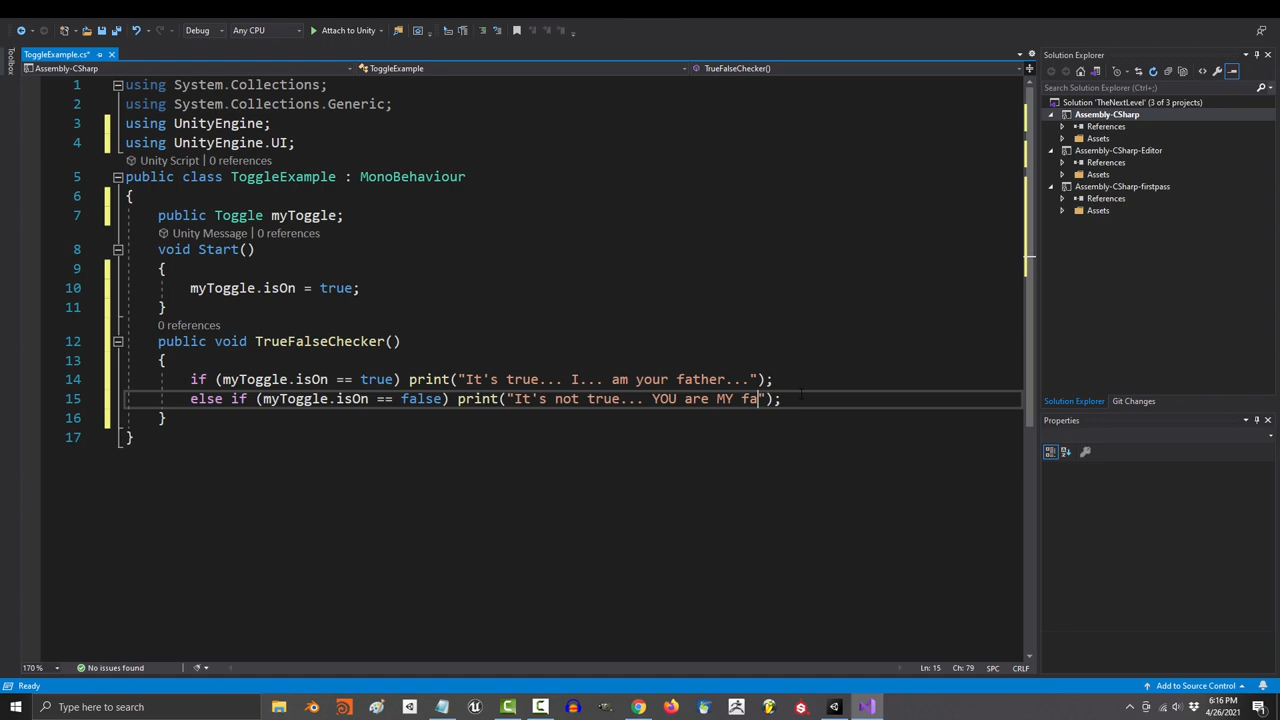 Debug
Any CPU
Attach to Unity
ToggleExample.cs*
Toolbox
Assembly-CSharp
ToggleExample
TrueFalseChecker()
1 using System.Collections;
2 using System.Collections.Generic;
3 using UnityEngine;
4 using UnityEngine.UI;
Unity Script | 0 references
5 public class ToggleExample : MonoBehaviour
6 {
7 public Toggle myToggle;
Unity Message | 0 references
8 void Start()
9 {
10 myToggle.isOn = true;
11 }
0 references
12 public void TrueFalseChecker()
13 {
14 if (myToggle.isOn == true) print("It's true... I... am your father...");
15 else if (myToggle.isOn == false) print("It's not true... YOU are MY fa");
16 }
17 }
170 %
No issues found
Ln: 15
Ch: 79
SPC
CRLF
Solution Explorer
Search Solution Explorer (Ctrl+;)
Solution 'TheNextLevel' (3 of 3 projects)
Assembly-CSharp
References
Assets
Assembly-CSharp-Editor
References
Assets
Assembly-CSharp-firstpass
References
Assets
Solution Explorer
Git Changes
Properties
Ready
Add to Source Control
Type here to search
6:16 PM
4/26/2021